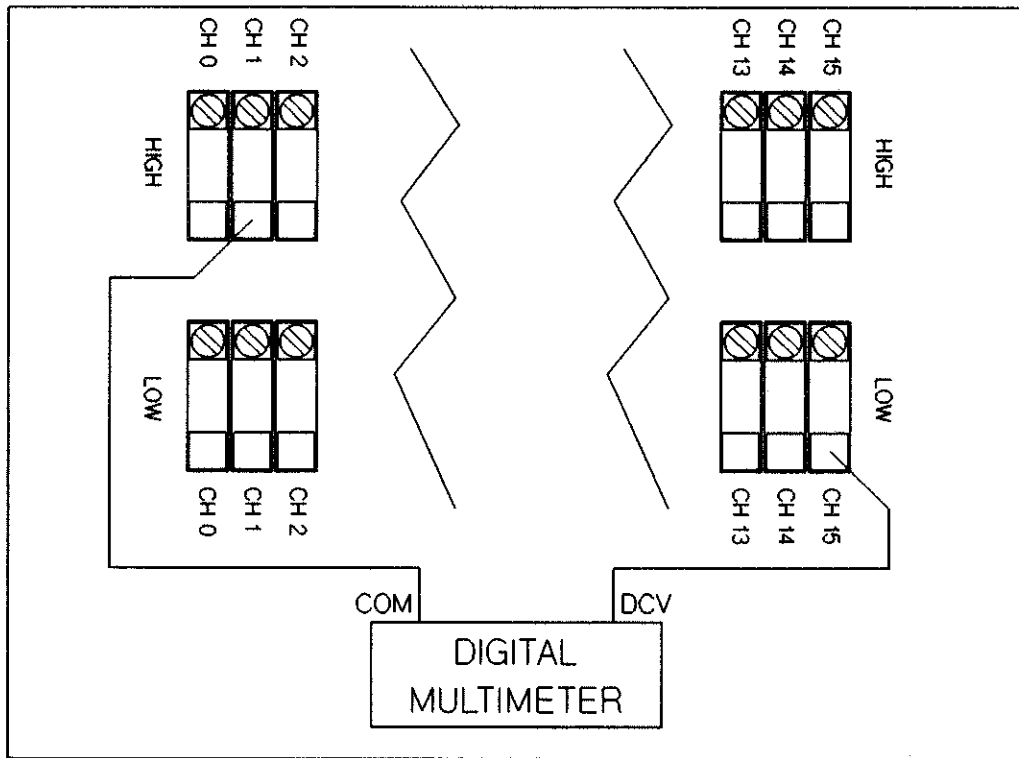 CH 0
CH 1
CH 2
CH 13
CH 14
CH 15
HIGH
HIGH
LOW
LOW
CH 0
CH 1
CH 2
CH 13
CH 14
CH 15
COM
DCV
DIGITAL
MULTIMETER